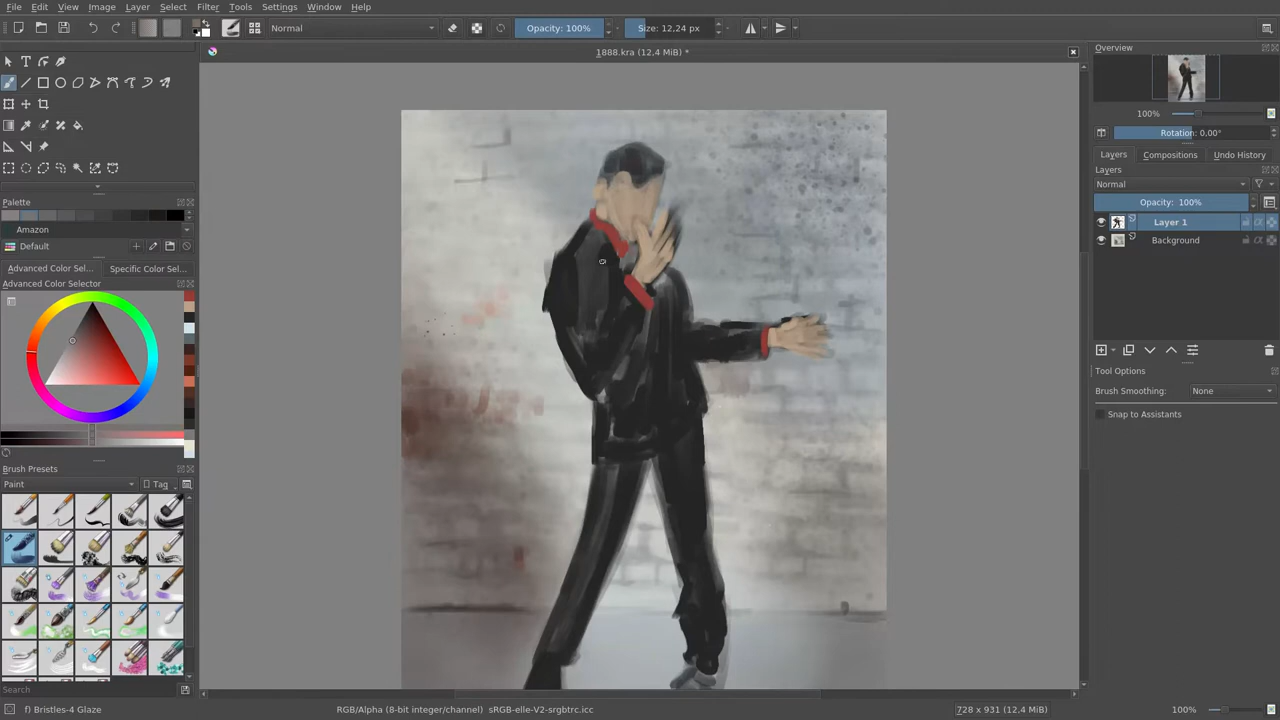 File Edit View Image Layer Select Filter Tools Settings Window Help
Normal Opacity: 100% Size: 12,24 px
1888.kra (12,4 MiB) *
Overview
100%
Rotation: 0,00°
Layers Compositions Undo History
Layers
Normal
Opacity: 100%
Layer 1
Background
Tool Options
Brush Smoothing: None
Snap to Assistants
Palette
Amazon
Default
Advanced Color Sel... Specific Color Selec...
Advanced Color Selector
Brush Presets
Paint Tag
Search
f) Bristles-4 Glaze RGB/Alpha (8-bit integer/channel) sRGB-elle-V2-srgbtrc.icc 728 x 931 (12,4 MiB) 100%